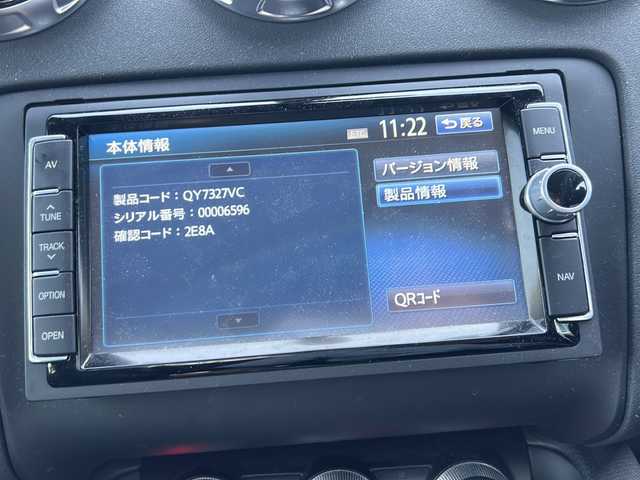 本体情報
ETC
11:22
戻る
製品コード：QY7327VC
シリアル番号：00006596
確認コード：2E8A
バージョン情報
製品情報
QRコード
AV
TUNE
TRACK
OPTION
OPEN
MENU
NAV